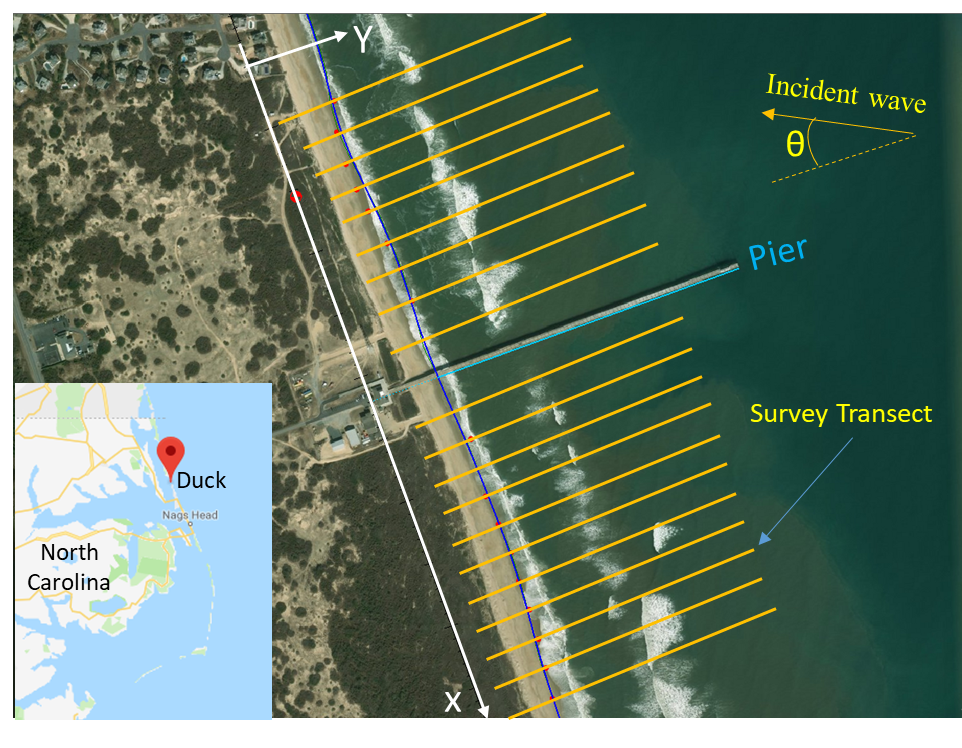 Y
Incident wave
θ
Pier
Survey Transect
Duck
Nags Head
North
Carolina
X